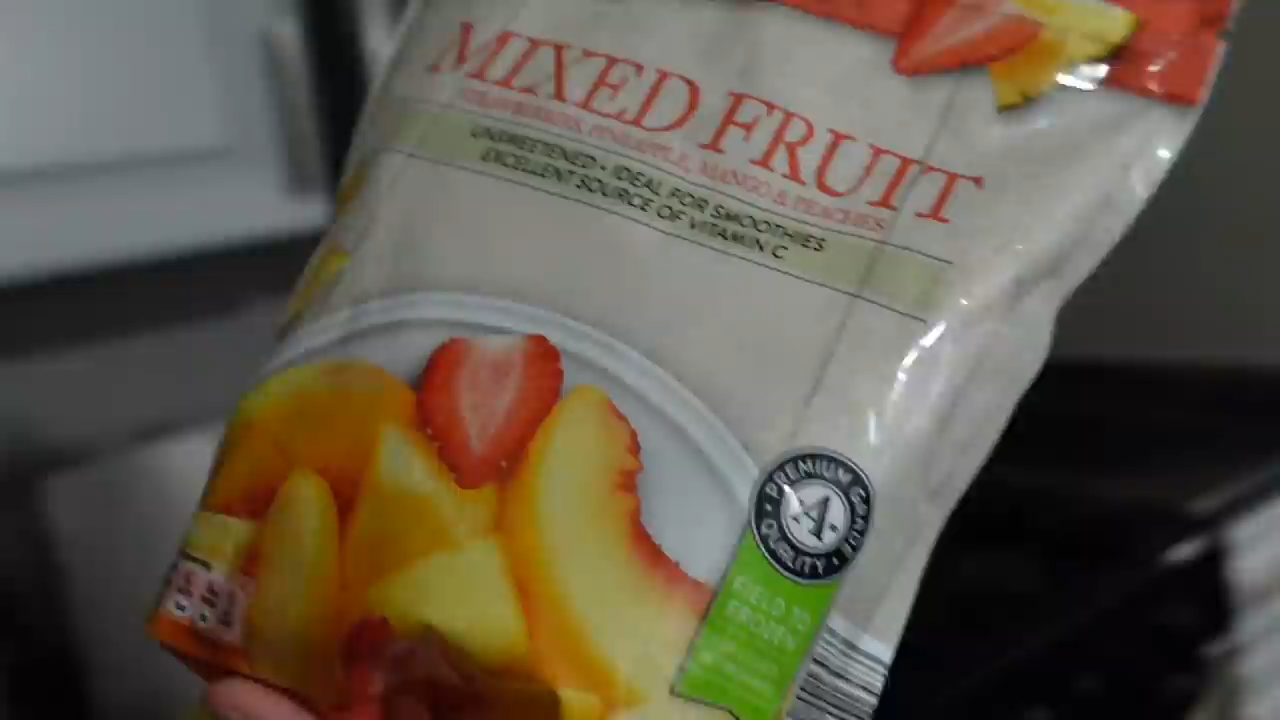 MIXED FRUIT
STRAWBERRIES, PINEAPPLE, MANGO & PEACHES
UNSWEETENED • IDEAL FOR SMOOTHIES
EXCELLENT SOURCE OF VITAMIN C
PREMIUM GRADE
A
QUALITY
FIELD TO
FROZEN